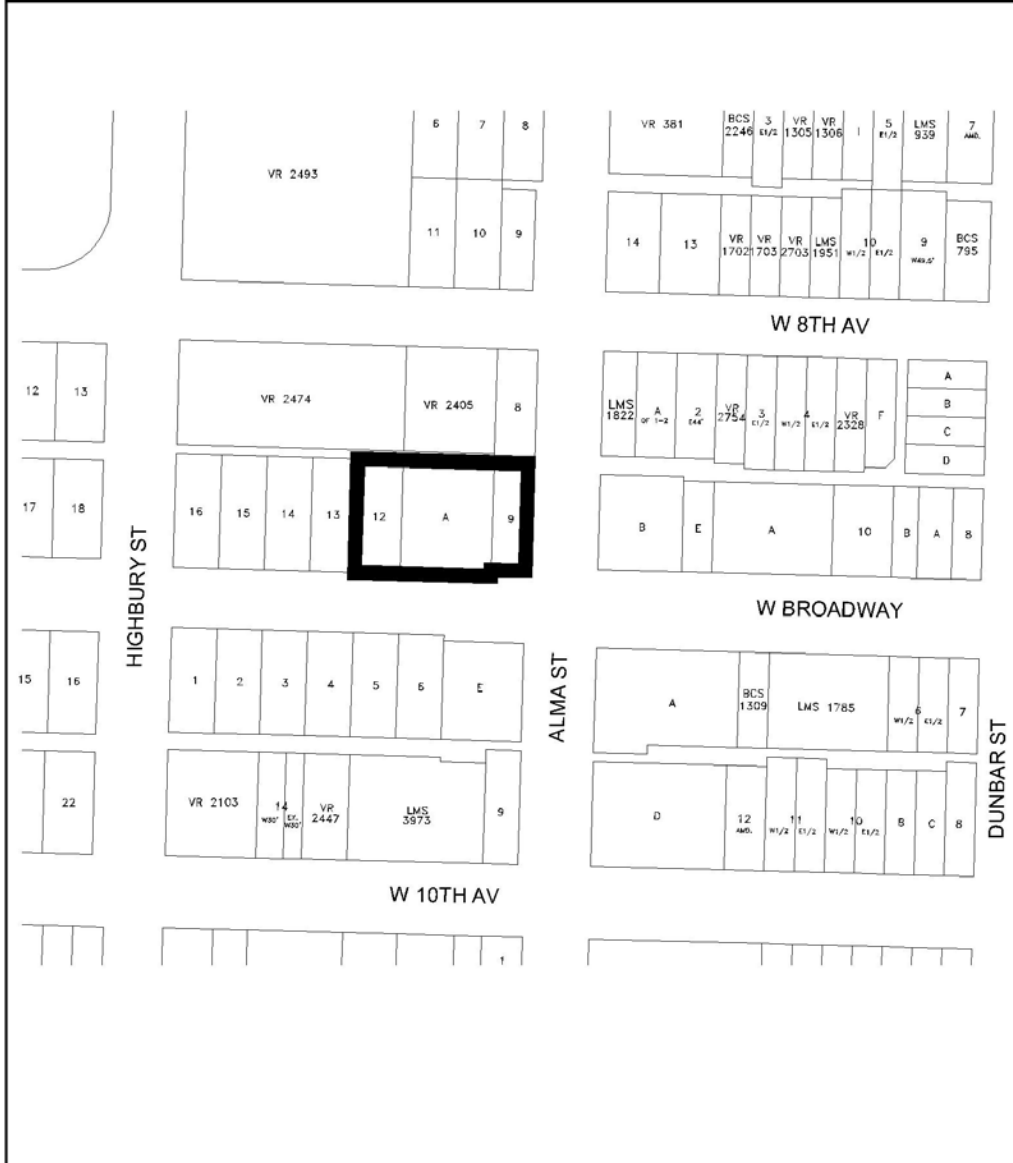 VR 2493
6
7
8
11
10
9
VR 381
BCS
2246
3
E1/2
VR
1305
VR
1306
I
5
E1/2
LMS
939
7
AMD.
14
13
VR
1702
VR
1703
VR
2703
LMS
1951
10
W1/2
E1/2
9
W49.5'
BCS
795
W 8TH AV
12
13
VR 2474
VR 2405
8
LMS
1822
A
OF 1-2
2
E44'
VR
2754
3
E1/2
4
W1/2
E1/2
VR
2328
F
A
B
C
D
17
18
16
15
14
13
12
A
9
B
E
A
10
B
A
8
HIGHBURY ST
W BROADWAY
15
16
1
2
3
4
5
6
E
ALMA ST
A
BCS
1309
LMS 1785
6
W1/2
E1/2
7
DUNBAR ST
22
VR 2103
14
W30'
EX.
W30'
VR
2447
LMS
3973
9
D
12
AMD.
11
W1/2
E1/2
10
W1/2
E1/2
B
C
8
W 10TH AV
1